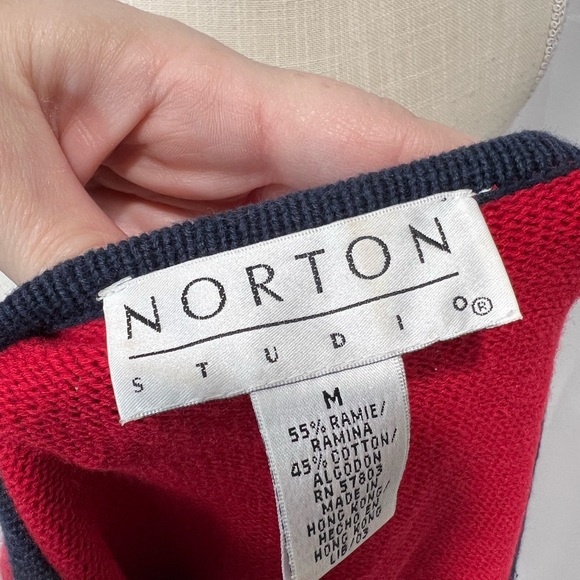 NORTON
STUDIO®
M
55% RAMIE/
RAMINA
45% COTTON/
ALGODON
RN 57803
MADE IN
HONG KONG/
HECHO EN
HONG KONG
LIB/05